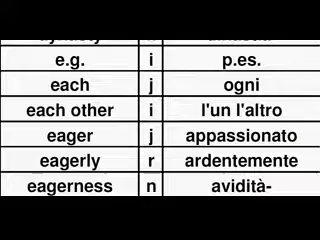 e.g. i p.es.
each j ogni
each other i l'un l'altro
eager j appassionato
eagerly r ardentemente
eagerness n avidità-